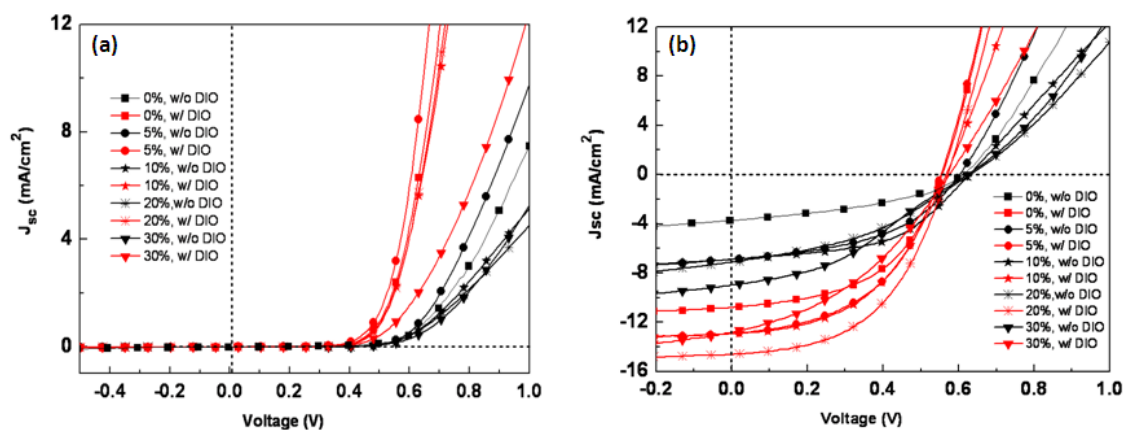 (a)
12
8
4
0
J_sc (mA/cm²)
0%, w/o DIO
0%, w/ DIO
5%, w/o DIO
5%, w/ DIO
10%, w/o DIO
10%, w/ DIO
20%,w/o DIO
20%, w/ DIO
30%, w/o DIO
30%, w/ DIO
-0.4 -0.2 0.0 0.2 0.4 0.6 0.8 1.0
Voltage (V)
(b)
12
8
4
0
-4
-8
-12
-16
Jsc (mA/cm²)
0%, w/o DIO
0%, w/ DIO
5%, w/o DIO
5%, w/ DIO
10%, w/o DIO
10%, w/ DIO
20%,w/o DIO
20%, w/ DIO
30%, w/o DIO
30%, w/ DIO
-0.2 0.0 0.2 0.4 0.6 0.8 1.0
Voltage (V)